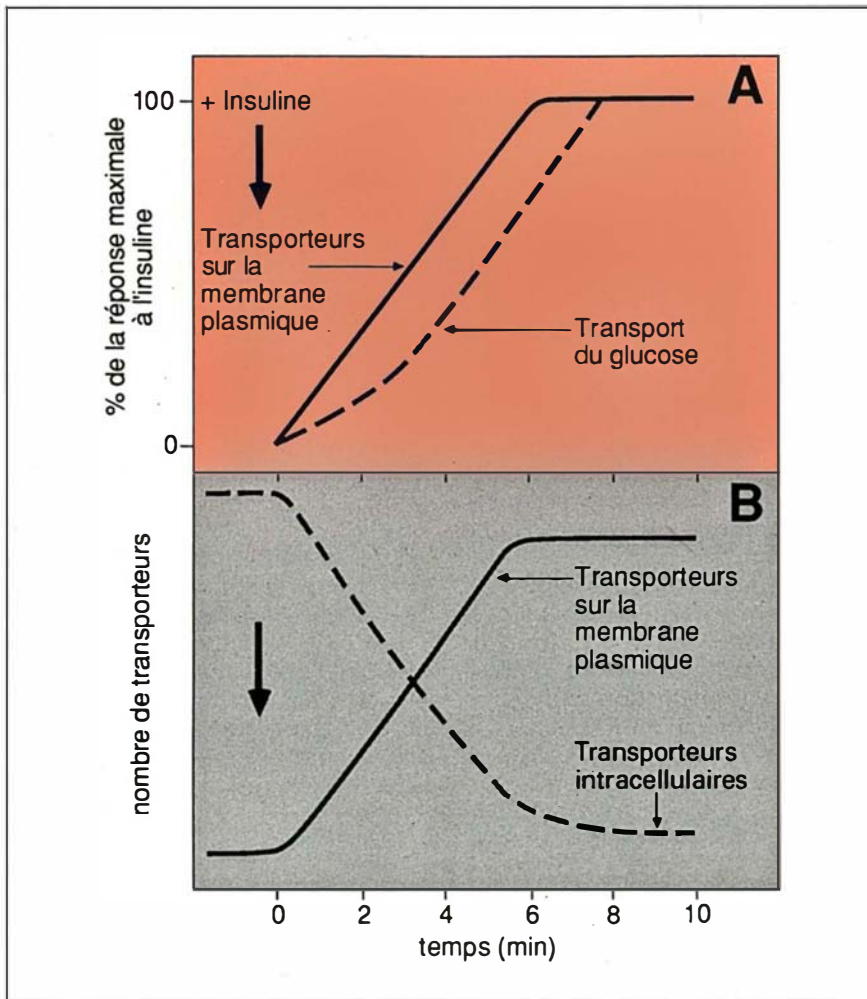 A
100
+ Insuline
Transporteurs
sur la
membrane
plasmique
Transport
du glucose
0
% de la réponse maximale
à l'insuline
B
Transporteurs
sur la
membrane
plasmique
Transporteurs
intracellulaires
nombre de transporteurs
0 2 4 6 8 10
temps (min)